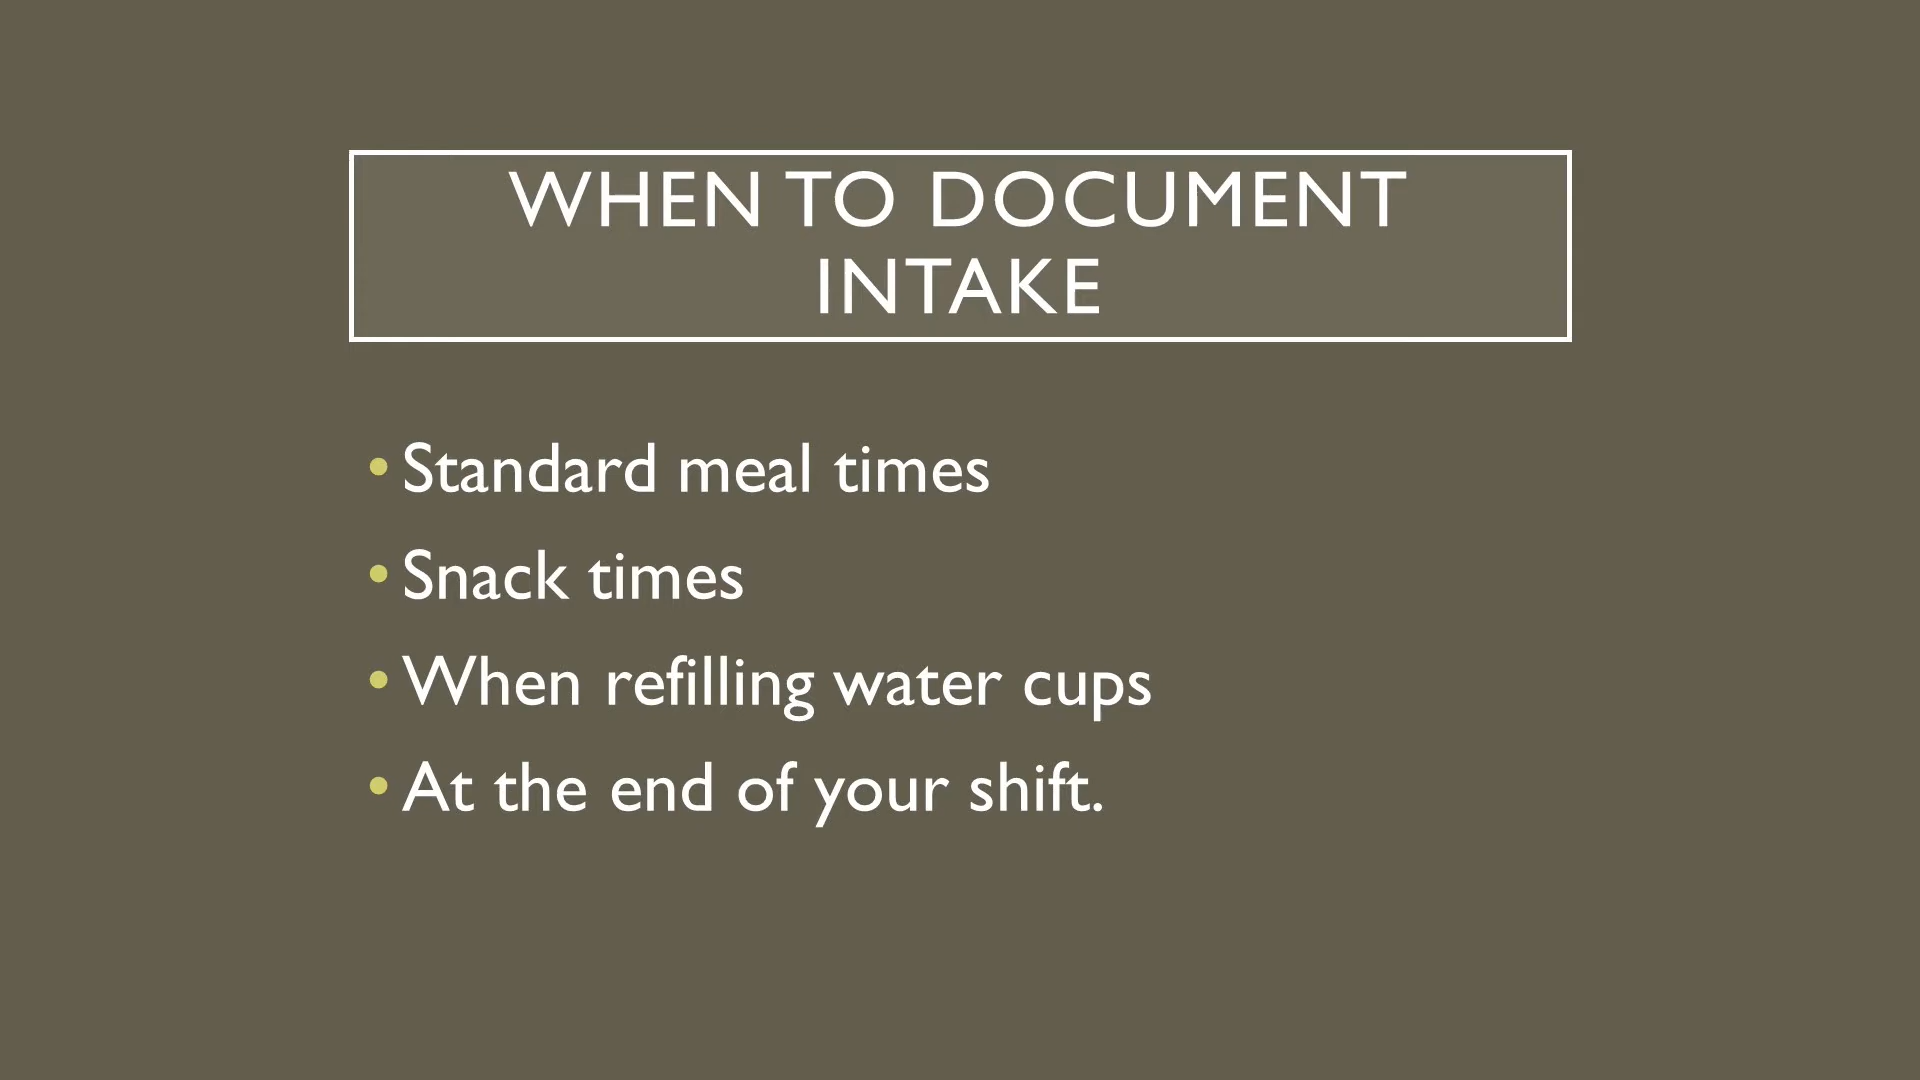 WHEN TO DOCUMENT
INTAKE
• Standard meal times
• Snack times
• When refilling water cups
• At the end of your shift.